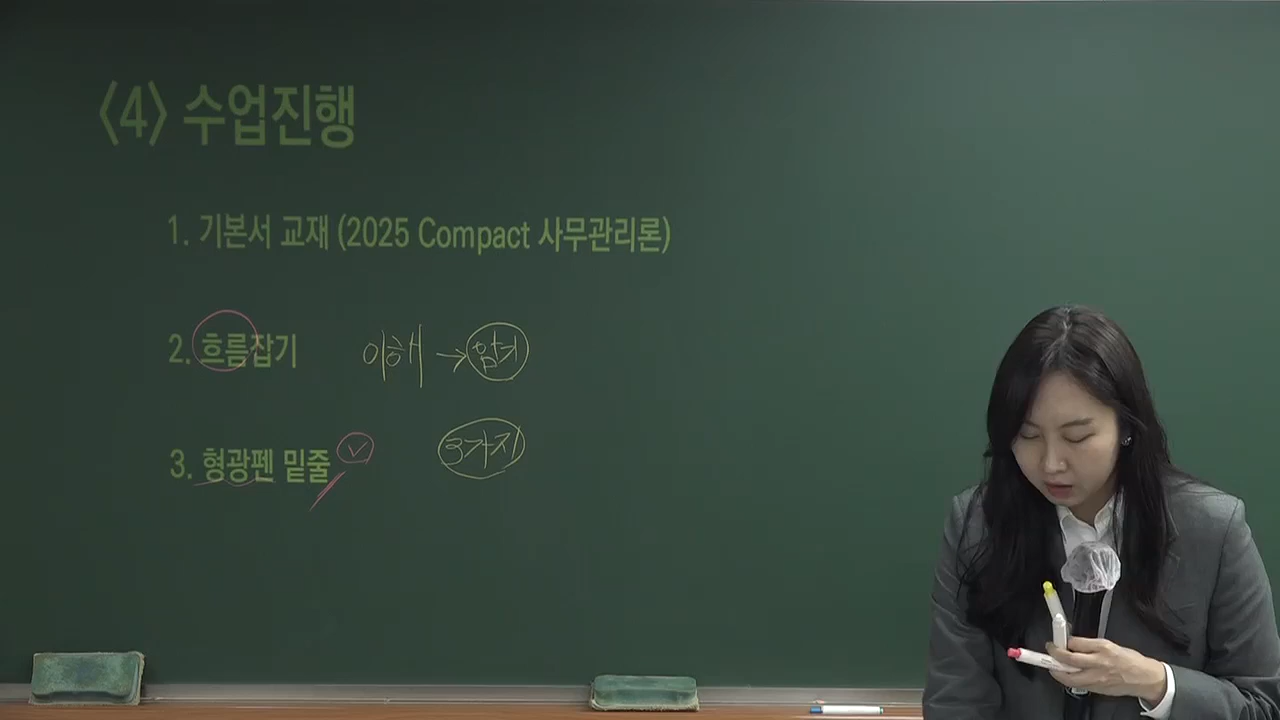 〈4〉 수업진행
1. 기본서 교재 (2025 Compact 사무관리론)
2. 흐름잡기 이해 → 암기
3. 형광펜 밑줄 ✓ 3가지